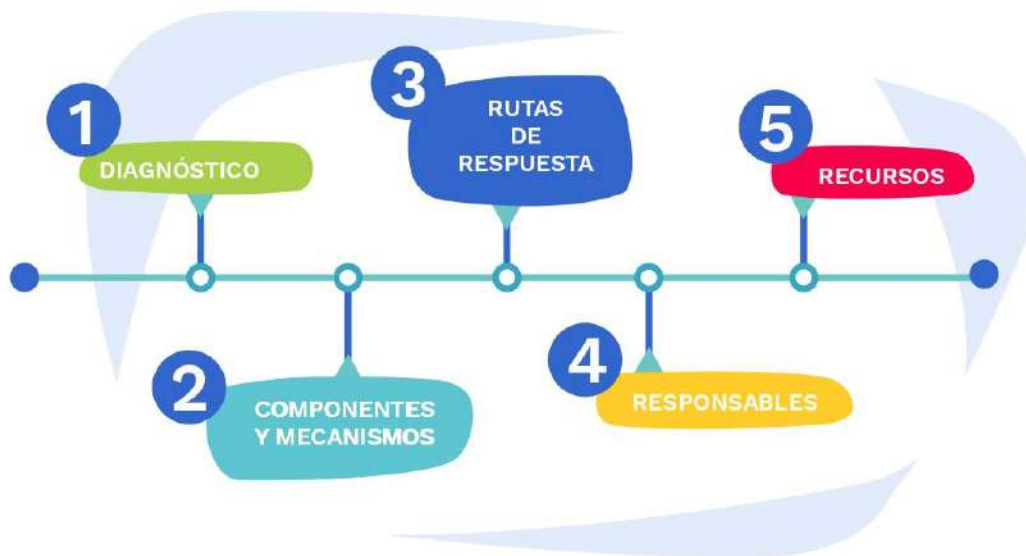 1
DIAGNÓSTICO
2
COMPONENTES
Y MECANISMOS
3
RUTAS
DE
RESPUESTA
4
RESPONSABLES
5
RECURSOS